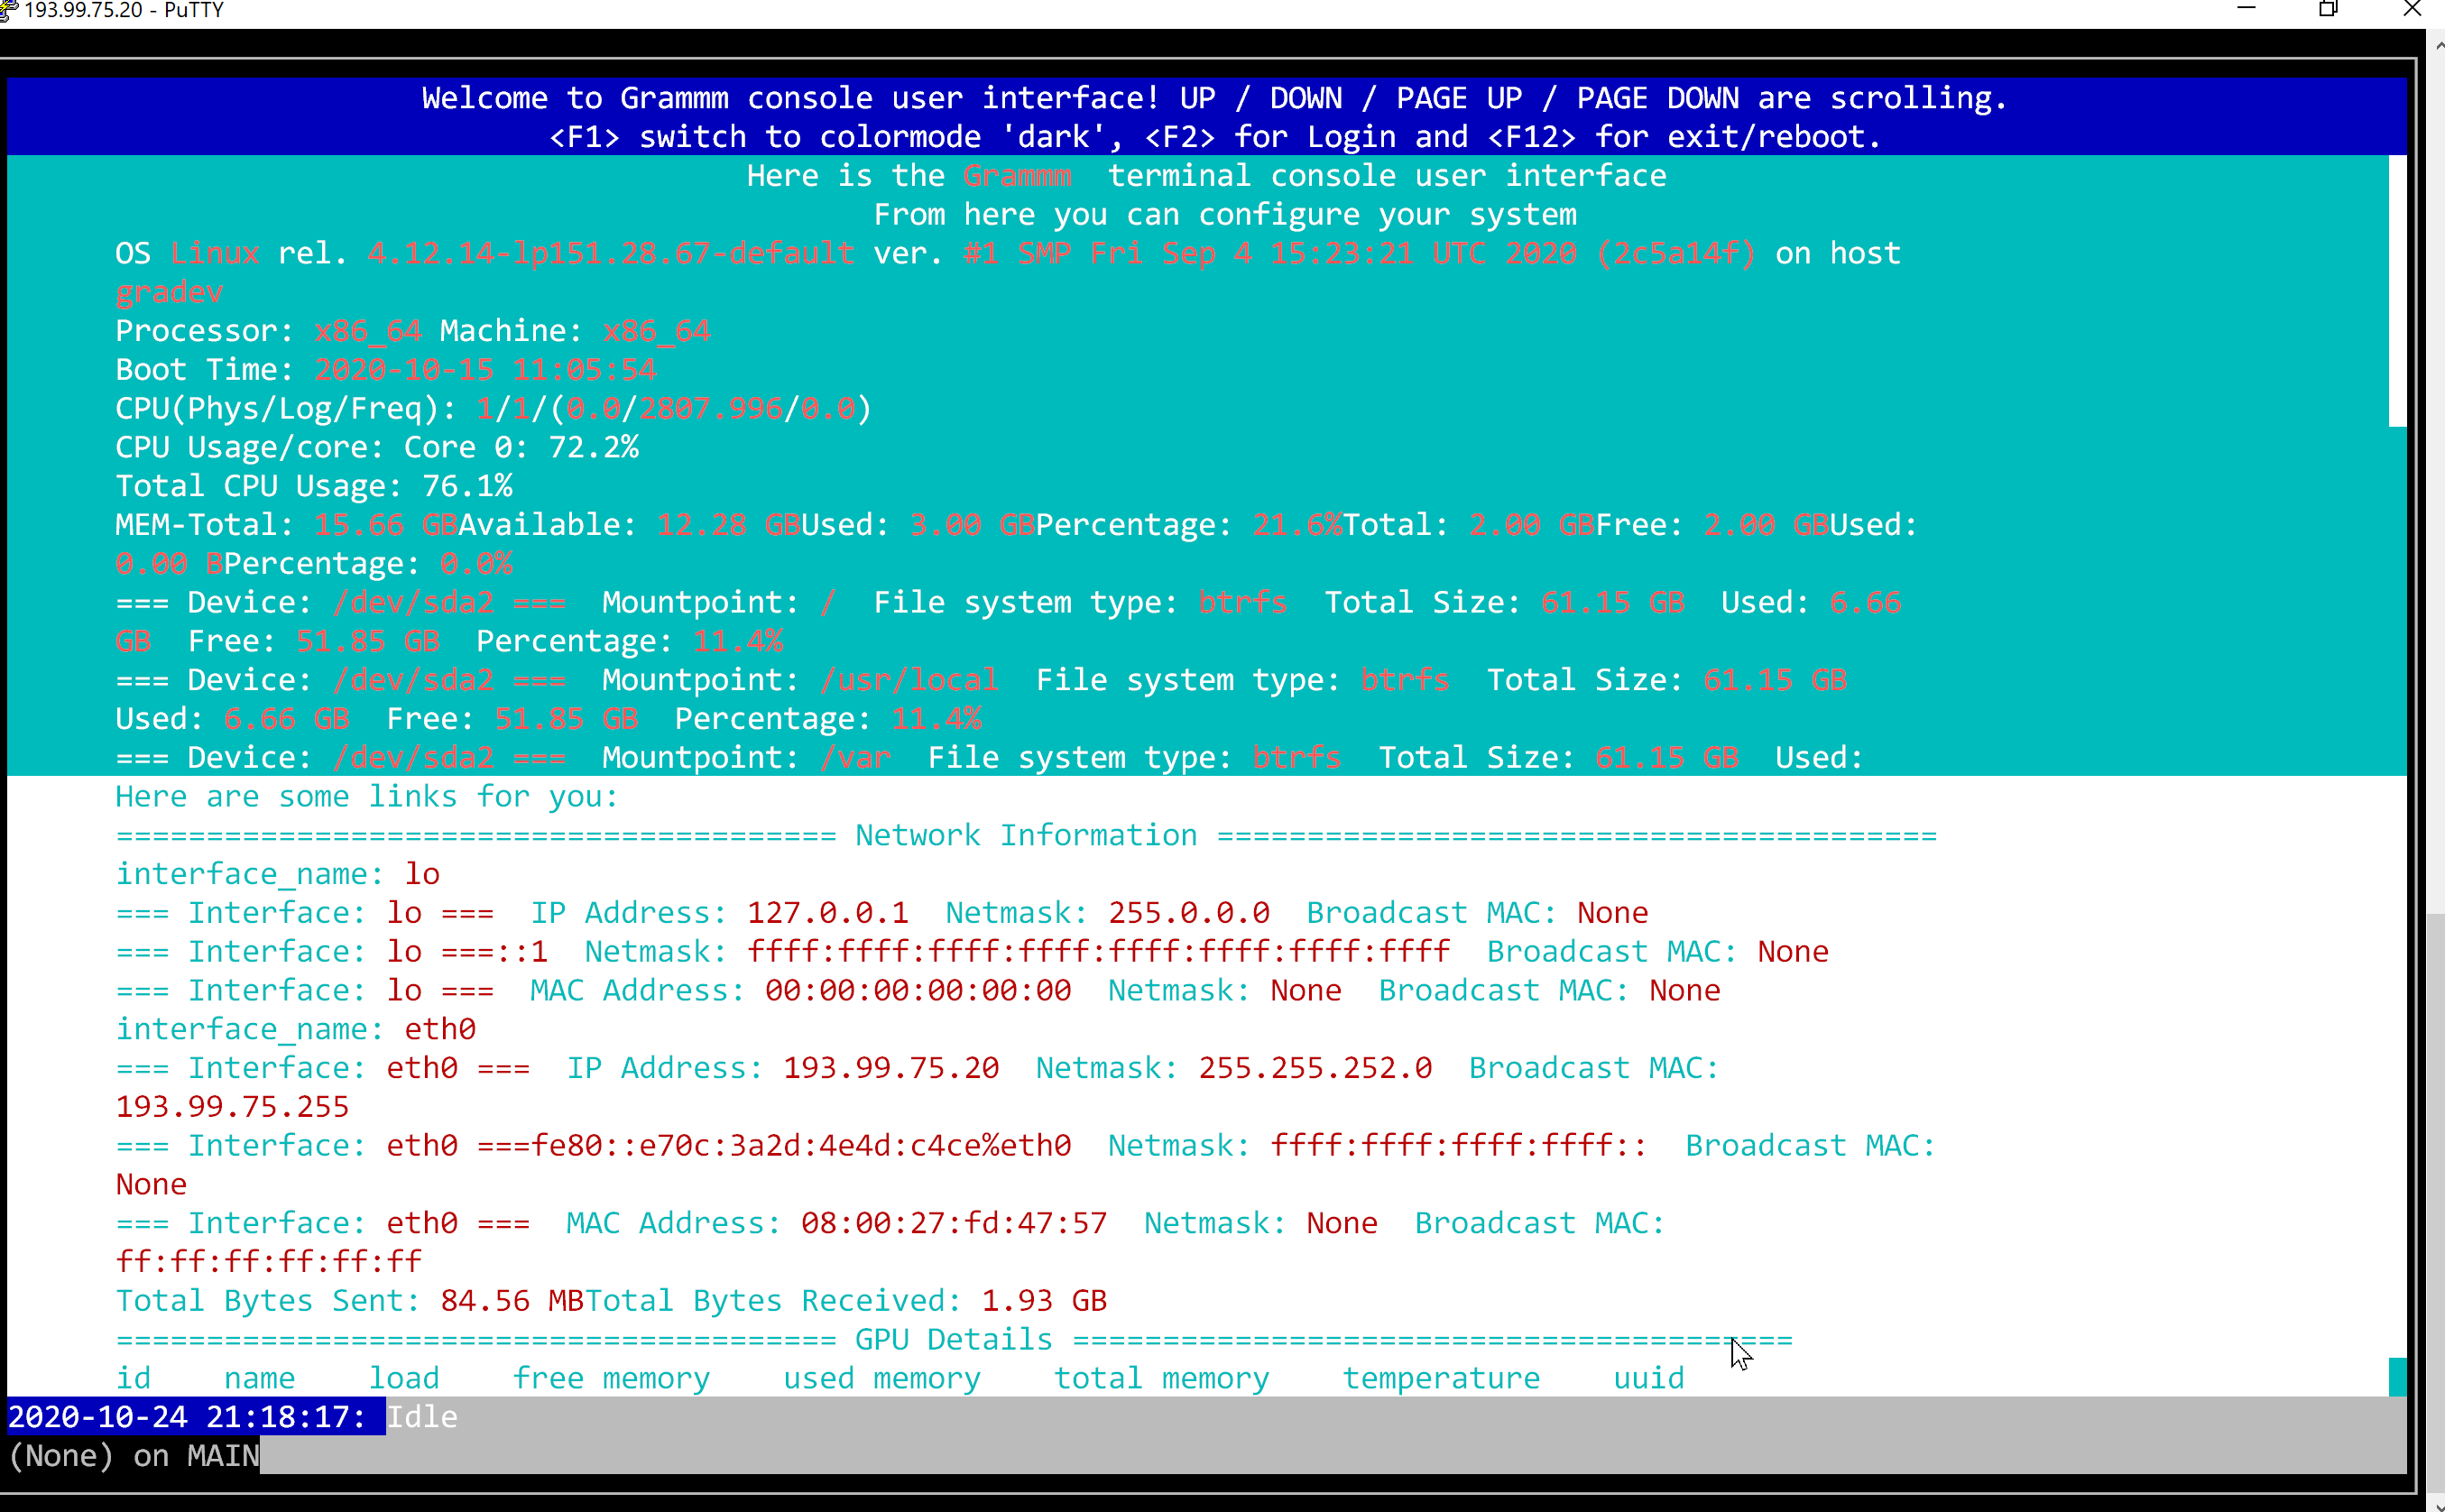 193.99.75.20 - PuTTY
Welcome to Grammm console user interface! UP / DOWN / PAGE UP / PAGE DOWN are scrolling.
<F1> switch to colormode 'dark', <F2> for Login and <F12> for exit/reboot.
Here is the Grammm  terminal console user interface
From here you can configure your system
OS Linux rel. 4.12.14-lp151.28.67-default ver. #1 SMP Fri Sep 4 15:23:21 UTC 2020 (2c5a14f) on host
gradev
Processor: x86_64 Machine: x86_64
Boot Time: 2020-10-15 11:05:54
CPU(Phys/Log/Freq): 1/1/(0.0/2807.996/0.0)
CPU Usage/core: Core 0: 72.2%
Total CPU Usage: 76.1%
MEM-Total: 15.66 GBAvailable: 12.28 GBUsed: 3.00 GBPercentage: 21.6%Total: 2.00 GBFree: 2.00 GBUsed:
0.00 BPercentage: 0.0%
=== Device: /dev/sda2 ===  Mountpoint: /  File system type: btrfs  Total Size: 61.15 GB  Used: 6.66
GB  Free: 51.85 GB  Percentage: 11.4%
=== Device: /dev/sda2 ===  Mountpoint: /usr/local  File system type: btrfs  Total Size: 61.15 GB
Used: 6.66 GB  Free: 51.85 GB  Percentage: 11.4%
=== Device: /dev/sda2 ===  Mountpoint: /var  File system type: btrfs  Total Size: 61.15 GB  Used:
Here are some links for you:
======================================== Network Information ========================================
interface_name: lo
=== Interface: lo ===  IP Address: 127.0.0.1  Netmask: 255.0.0.0  Broadcast MAC: None
=== Interface: lo ===::1  Netmask: ffff:ffff:ffff:ffff:ffff:ffff:ffff:ffff  Broadcast MAC: None
=== Interface: lo ===  MAC Address: 00:00:00:00:00:00  Netmask: None  Broadcast MAC: None
interface_name: eth0
=== Interface: eth0 ===  IP Address: 193.99.75.20  Netmask: 255.255.252.0  Broadcast MAC:
193.99.75.255
=== Interface: eth0 ===fe80::e70c:3a2d:4e4d:c4ce%eth0  Netmask: ffff:ffff:ffff:ffff::  Broadcast MAC:
None
=== Interface: eth0 ===  MAC Address: 08:00:27:fd:47:57  Netmask: None  Broadcast MAC:
ff:ff:ff:ff:ff:ff
Total Bytes Sent: 84.56 MBTotal Bytes Received: 1.93 GB
======================================== GPU Details ========================================
id    name    load    free memory    used memory    total memory    temperature    uuid
2020-10-24 21:18:17: Idle
(None) on MAIN